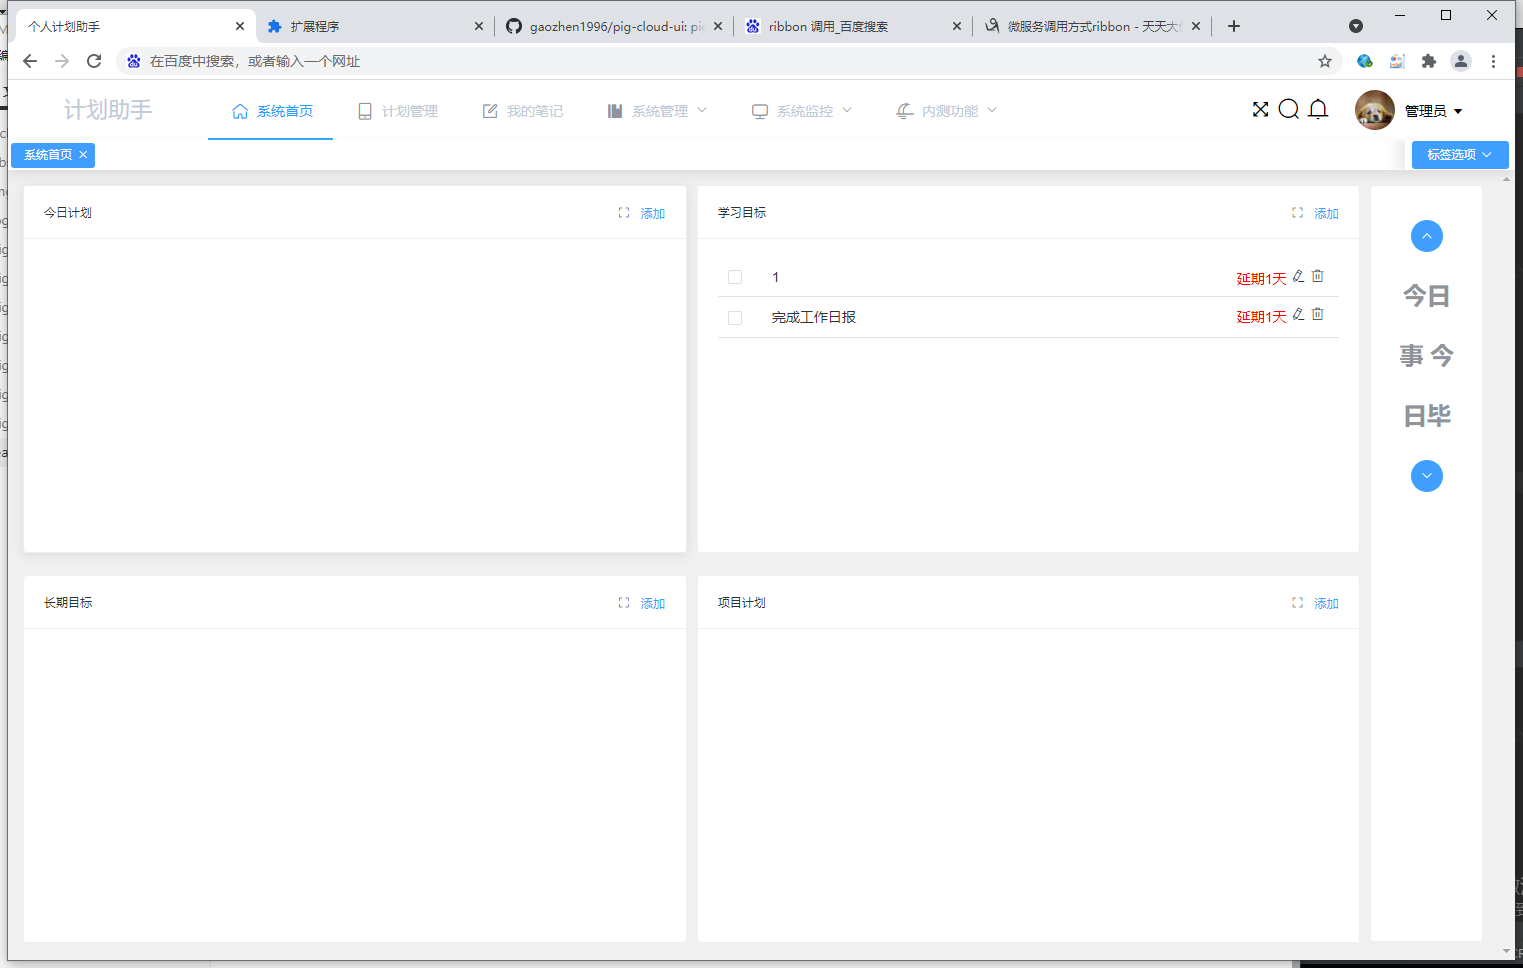 个人计划助手
扩展程序
gaozhen1996/pig-cloud-ui: pig
ribbon 调用_百度搜索
微服务调用方式ribbon - 天天大
在百度中搜索，或者输入一个网址
计划助手
系统首页
计划管理
我的笔记
系统管理
系统监控
内测功能
管理员
系统首页
标签选项
今日计划
添加
学习目标
添加
1
延期1天
完成工作日报
延期1天
今日
事 今
日毕
长期目标
添加
项目计划
添加